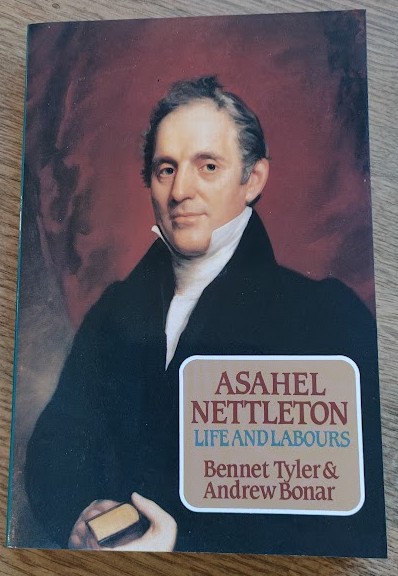 ASAHEL
NETTLETON
LIFE AND LABOURS
Bennet Tyler &
Andrew Bonar